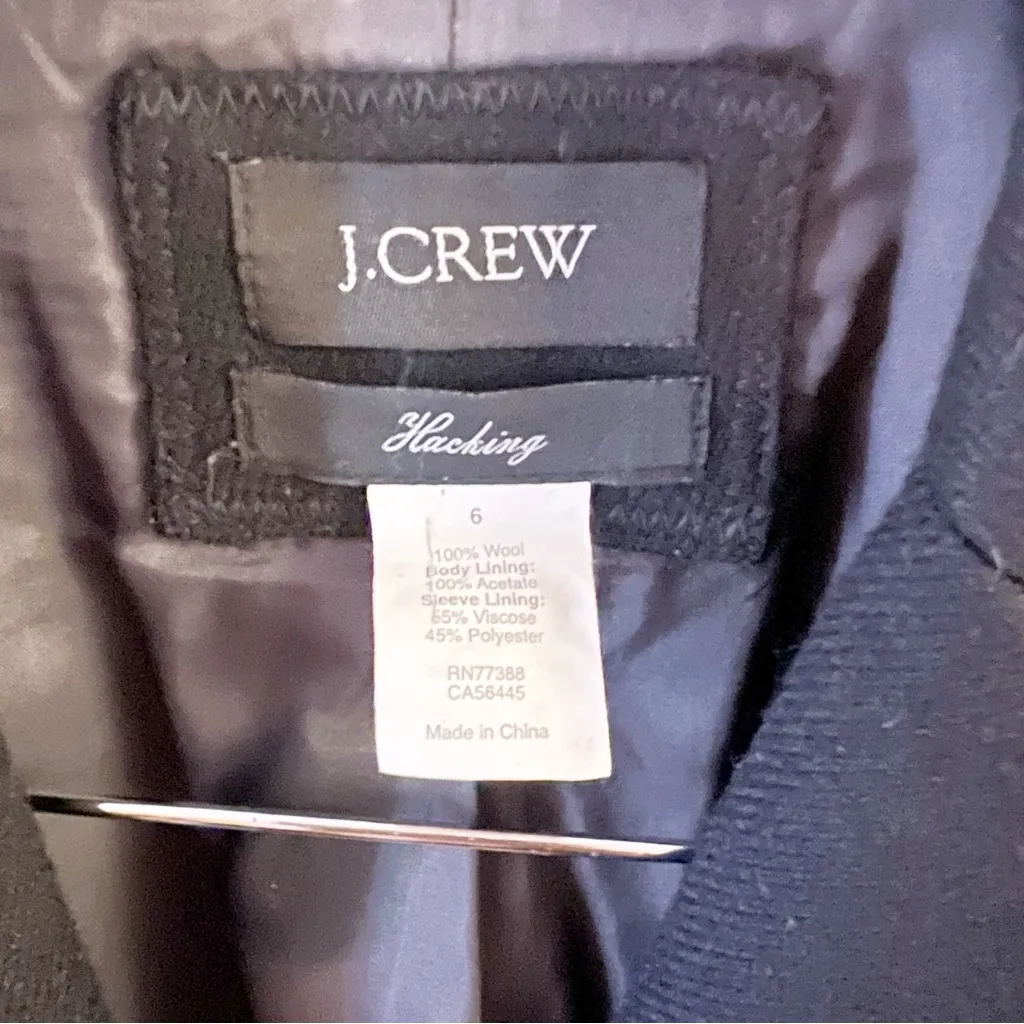 J.CREW
Hacking
6
100% Wool
Body Lining:
100% Acetate
Sleeve Lining:
55% Viscose
45% Polyester
RN77388
CA56445
Made in China